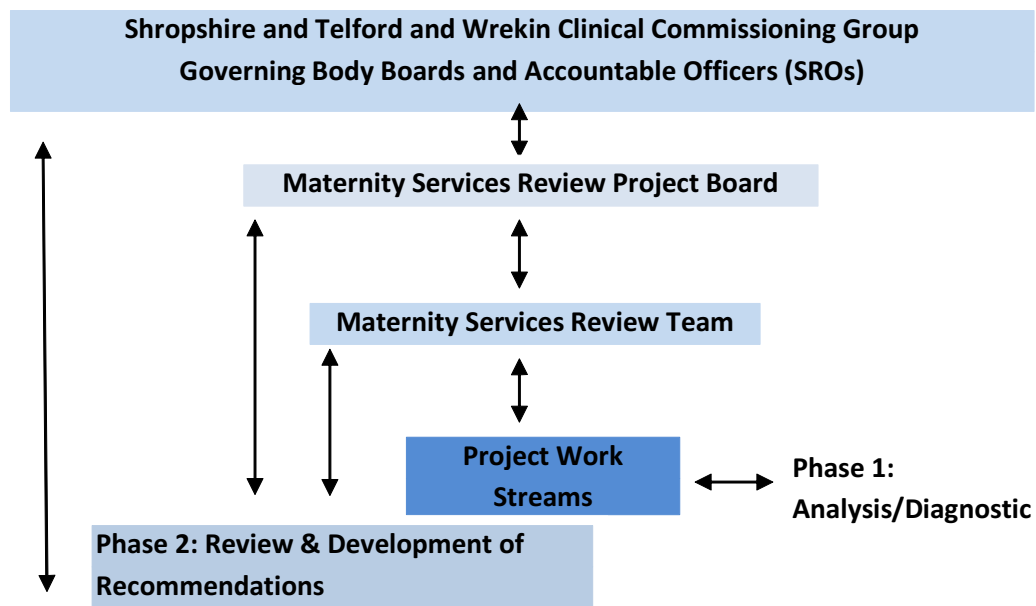 Shropshire and Telford and Wrekin Clinical Commissioning Group
Governing Body Boards and Accountable Officers (SROs)
Maternity Services Review Project Board
Maternity Services Review Team
Project Work
Streams
Phase 1:
Analysis/Diagnostic
Phase 2: Review & Development of
Recommendations